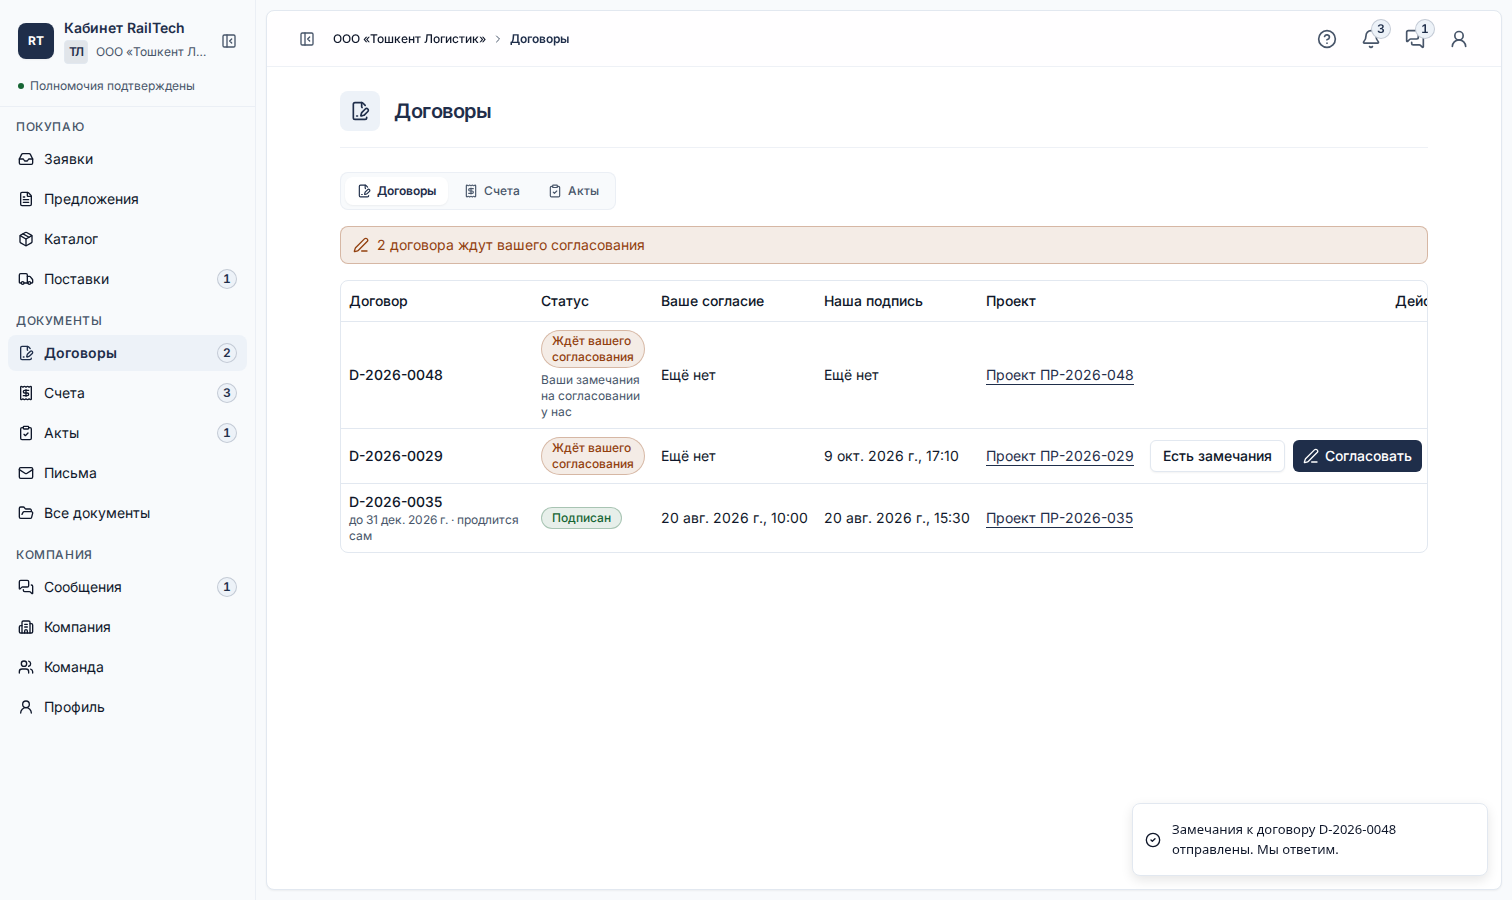 RT
Кабинет RailTech
ТЛ ООО «Тошкент Л...
Полномочия подтверждены
ПОКУПАЮ
Заявки
Предложения
Каталог
Поставки 1
ДОКУМЕНТЫ
Договоры 2
Счета 3
Акты 1
Письма
Все документы
КОМПАНИЯ
Сообщения 1
Компания
Команда
Профиль
ООО «Тошкент Логистик» > Договоры
3
1
Договоры
Договоры Счета Акты
2 договора ждут вашего согласования
Договор Статус Ваше согласие Наша подпись Проект Дейс
D-2026-0048
Ждёт вашего
согласования
Ваши замечания
на согласовании
у нас
Ещё нет Ещё нет Проект ПР-2026-048
D-2026-0029
Ждёт вашего
согласования
Ещё нет 9 окт. 2026 г., 17:10 Проект ПР-2026-029 Есть замечания Согласовать
D-2026-0035
до 31 дек. 2026 г. · продлится
сам
Подписан 20 авг. 2026 г., 10:00 20 авг. 2026 г., 15:30 Проект ПР-2026-035
Замечания к договору D-2026-0048
отправлены. Мы ответим.